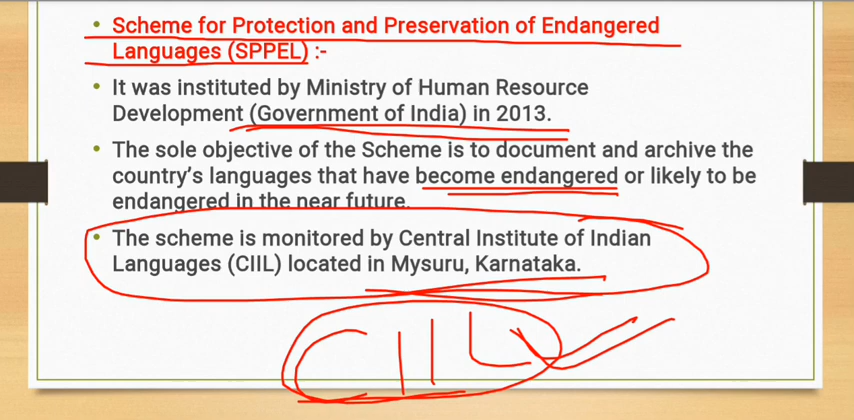 • Scheme for Protection and Preservation of Endangered
Languages (SPPEL) :-
• It was instituted by Ministry of Human Resource
Development (Government of India) in 2013.
• The sole objective of the Scheme is to document and archive the
country's languages that have become endangered or likely to be
endangered in the near future.
• The scheme is monitored by Central Institute of Indian
Languages (CIIL) located in Mysuru, Karnataka.
CIIL